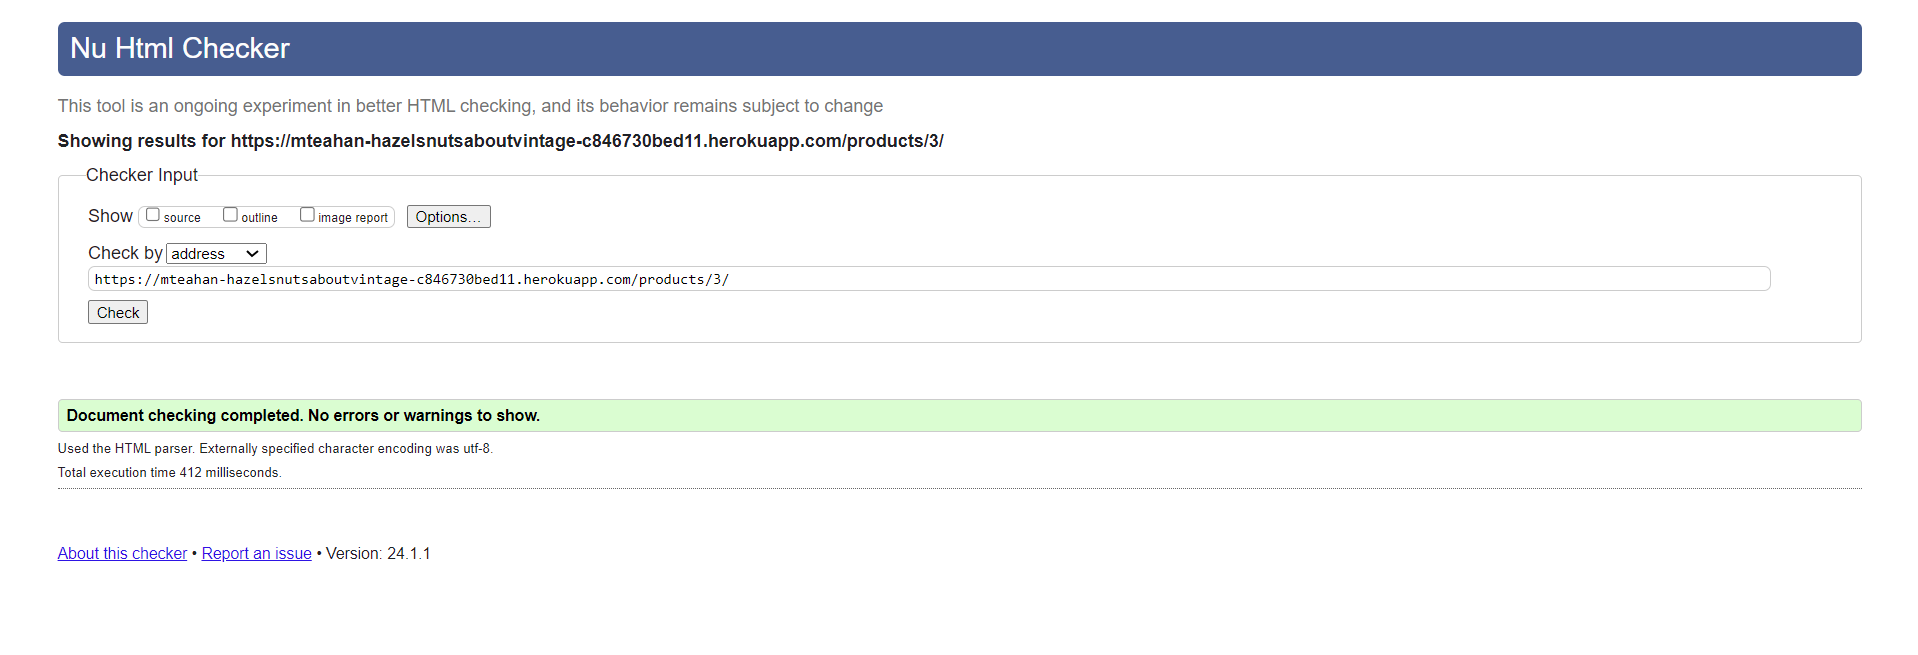 Nu Html Checker
This tool is an ongoing experiment in better HTML checking, and its behavior remains subject to change
Showing results for https://mteahan-hazelsnutsaboutvintage-c846730bed11.herokuapp.com/products/3/
Checker Input
Show source outline image report Options...
Check by address
https://mteahan-hazelsnutsaboutvintage-c846730bed11.herokuapp.com/products/3/
Check
Document checking completed. No errors or warnings to show.
Used the HTML parser. Externally specified character encoding was utf-8.
Total execution time 412 milliseconds.
About this checker • Report an issue • Version: 24.1.1